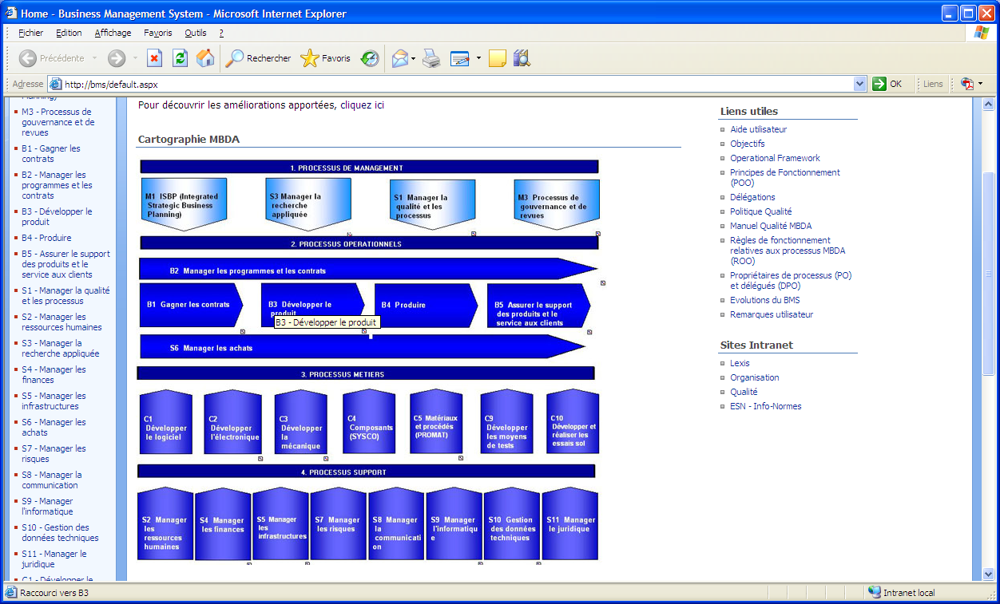 Home - Business Management System - Microsoft Internet Explorer
Fichier Edition Affichage Favoris Outils ?
Précédente Rechercher Favoris
Adresse http://bms/default.aspx OK Liens
M3 - Processus de
gouvernance et de
revues
B1 - Gagner les
contrats
B2 - Manager les
programmes et les
contrats
B3 - Développer le
produit
B4 - Produire
B5 - Assurer le support
des produits et le
service aux clients
S1 - Manager la qualité
et les processus
S2 - Manager les
ressources humaines
S3 - Manager la
recherche appliquée
S4 - Manager les
finances
S5 - Manager les
infrastructures
S6 - Manager les
achats
S7 - Manager les
risques
S8 - Manager la
communication
S9 - Manager
l'informatique
S10 - Gestion des
données techniques
S11 - Manager le
juridique
C1 - Développer le
Pour découvrir les améliorations apportées, cliquez ici
Cartographie MBDA
1. PROCESSUS DE MANAGEMENT
M1 ISBP (Integrated
Strategic Business
Planning)
S3 Manager la
recherche
appliquée
S1 Manager la
qualité et les
processus
M3 Processus de
gouvernance et de
revues
2. PROCESSUS OPERATIONNELS
B2 Manager les programmes et les contrats
B1 Gagner les contrats
B3 Développer le
produit
B3 - Développer le produit
B4 Produire
B5 Assurer le support
des produits et le
service aux clients
S6 Manager les achats
3. PROCESSUS METIERS
C1
Développer
le logiciel
C2
Développer
l'électronique
C3
Développer
la
mécanique
C4
Composants
(SYSCO)
C5 Matériaux
et procédés
(PROMAT)
C9
Développer
les moyens
de tests
C10
Développer et
réaliser les
essais sol
4. PROCESSUS SUPPORT
S2 Manager
les
ressources
humaines
S4 Manager
les finances
S5 Manager
les
infrastructures
S7 Manager
les risques
S8 Manager
la
communicati
on
S9 Manager
l'informatiqu
e
S10 Gestion
des données
techniques
S11 Manager
le juridique
Liens utiles
Aide utilisateur
Objectifs
Operational Framework
Principes de Fonctionnement
(POO)
Délégations
Politique Qualité
Manuel Qualité MBDA
Règles de fonctionnement
relatives aux processus MBDA
(ROO)
Propriétaires de processus (PO)
et délégués (DPO)
Evolutions du BMS
Remarques utilisateur
Sites Intranet
Lexis
Organisation
Qualité
ESN - Info-Normes
Raccourci vers B3
Intranet local